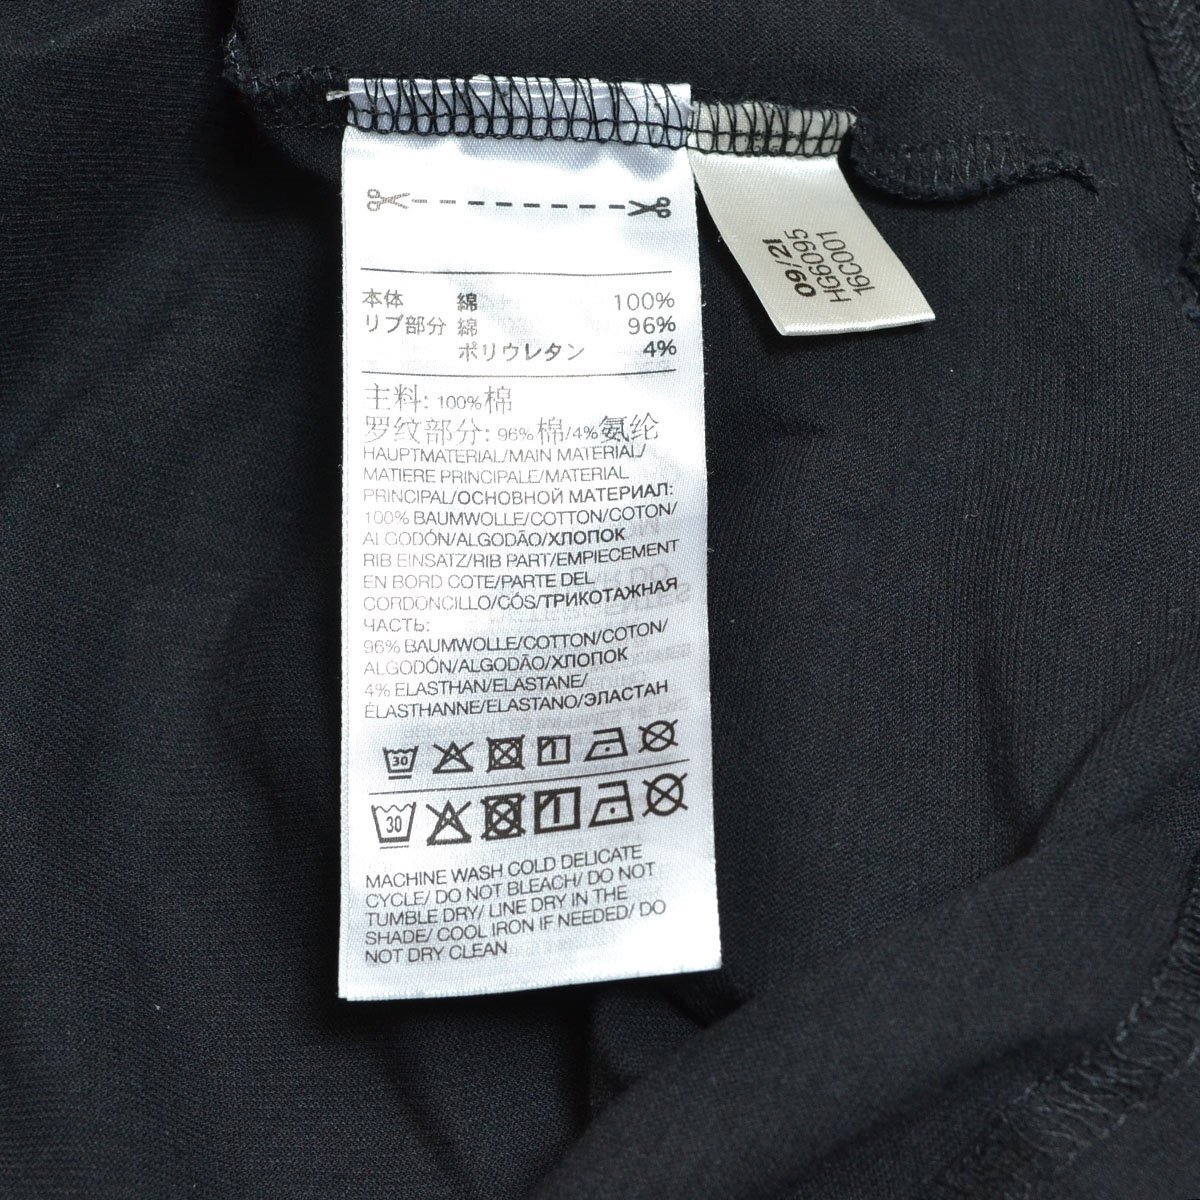 本体 綿 100%
リブ部分 綿 96%
ポリウレタン 4%
主料: 100%棉
罗纹部分: 96%棉/4%氨纶
HAUPTMATERIAL/MAIN MATERIAL/
MATIERE PRINCIPALE/MATERIAL
PRINCIPAL/ОСНОВНОЙ МАТЕРИАЛ:
100% BAUMWOLLE/COTTON/COTON/
ALGODÓN/ALGODÃO/ХЛОПОК
RIB EINSATZ/RIB PART/EMPIECEMENT
EN BORD COTE/PARTE DEL
CORDONCILLO/CÓS/ТРИКОТАЖНАЯ
ЧАСТЬ:
96% BAUMWOLLE/COTTON/COTON/
ALGODÓN/ALGODÃO/ХЛОПОК
4% ELASTHAN/ELASTANE/
ÉLASTHANNE/ELASTANO/ЭЛАСТАН
30
30
MACHINE WASH COLD DELICATE
CYCLE/ DO NOT BLEACH/ DO NOT
TUMBLE DRY/ LINE DRY IN THE
SHADE/ COOL IRON IF NEEDED/ DO
NOT DRY CLEAN
09/21
HG6095
16C001